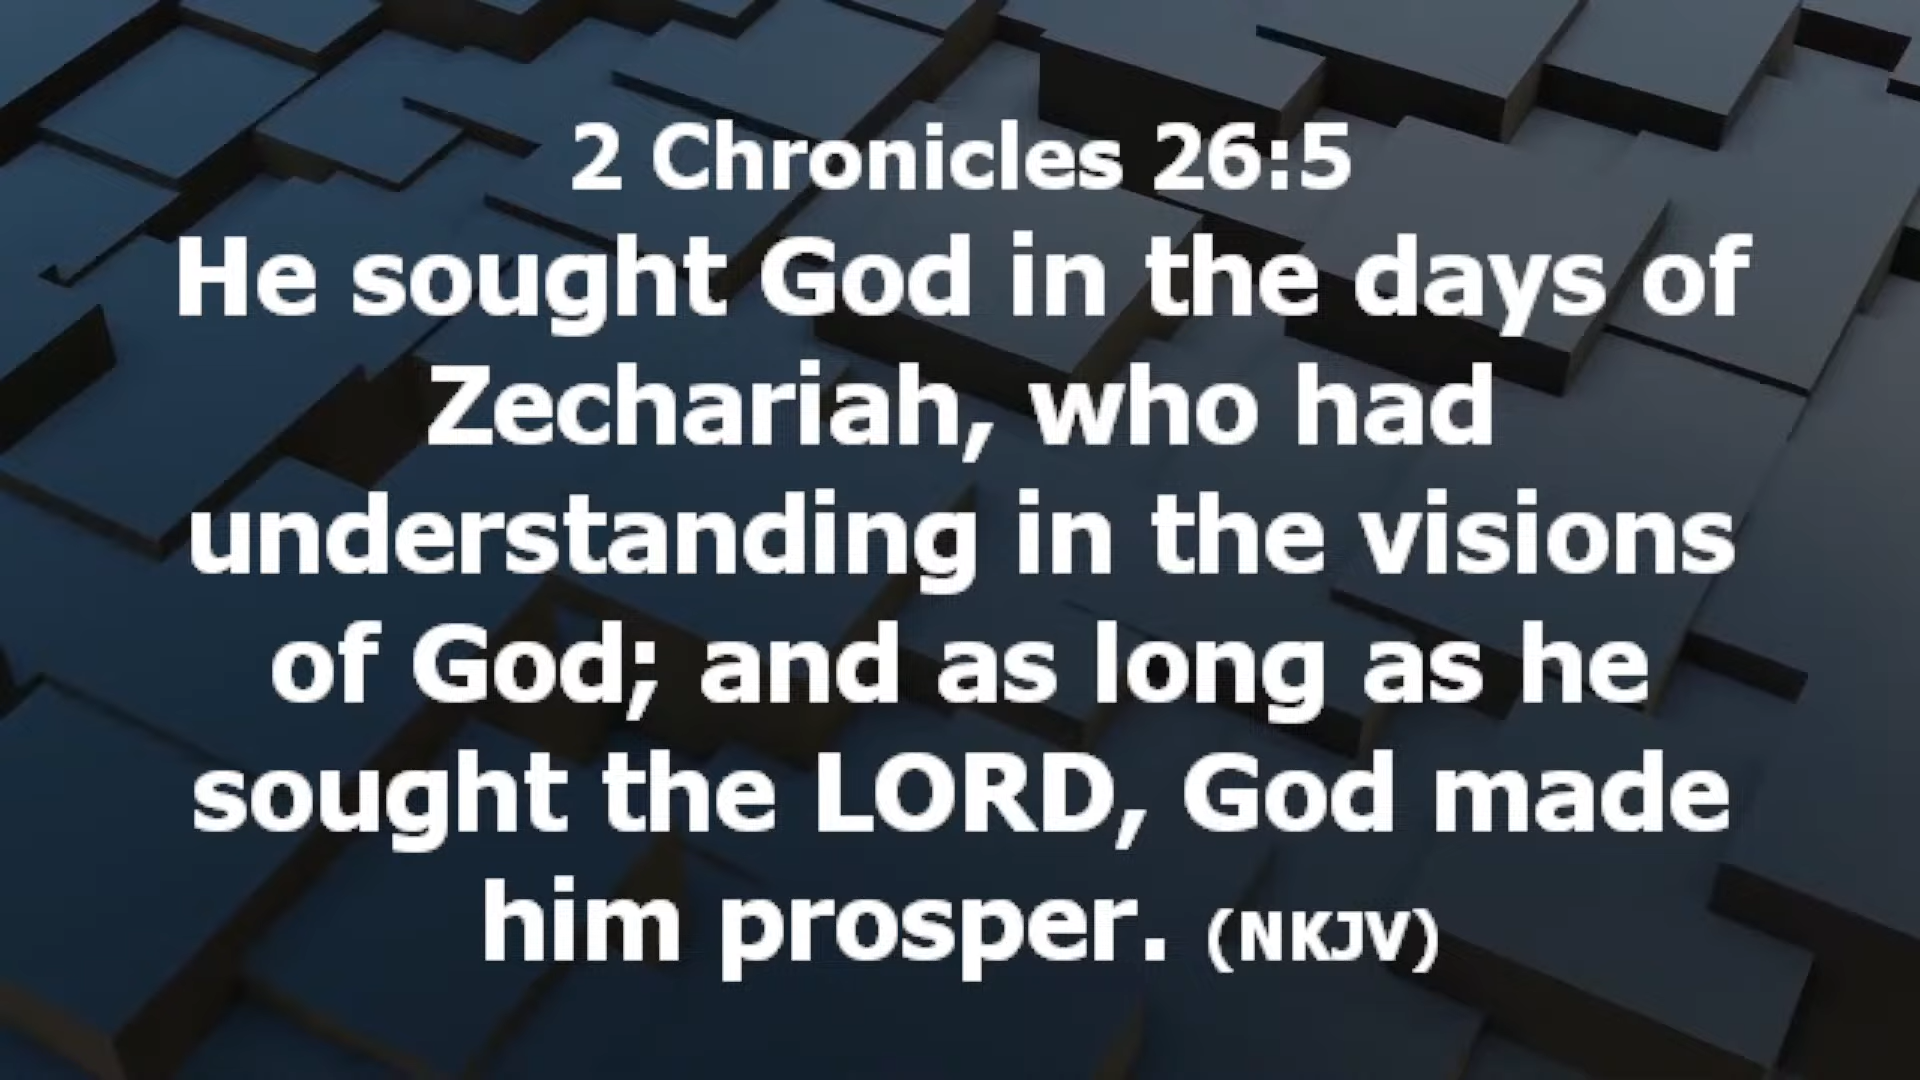 2 Chronicles 26:5
He sought God in the days of
Zechariah, who had
understanding in the visions
of God; and as long as he
sought the LORD, God made
him prosper. (NKJV)